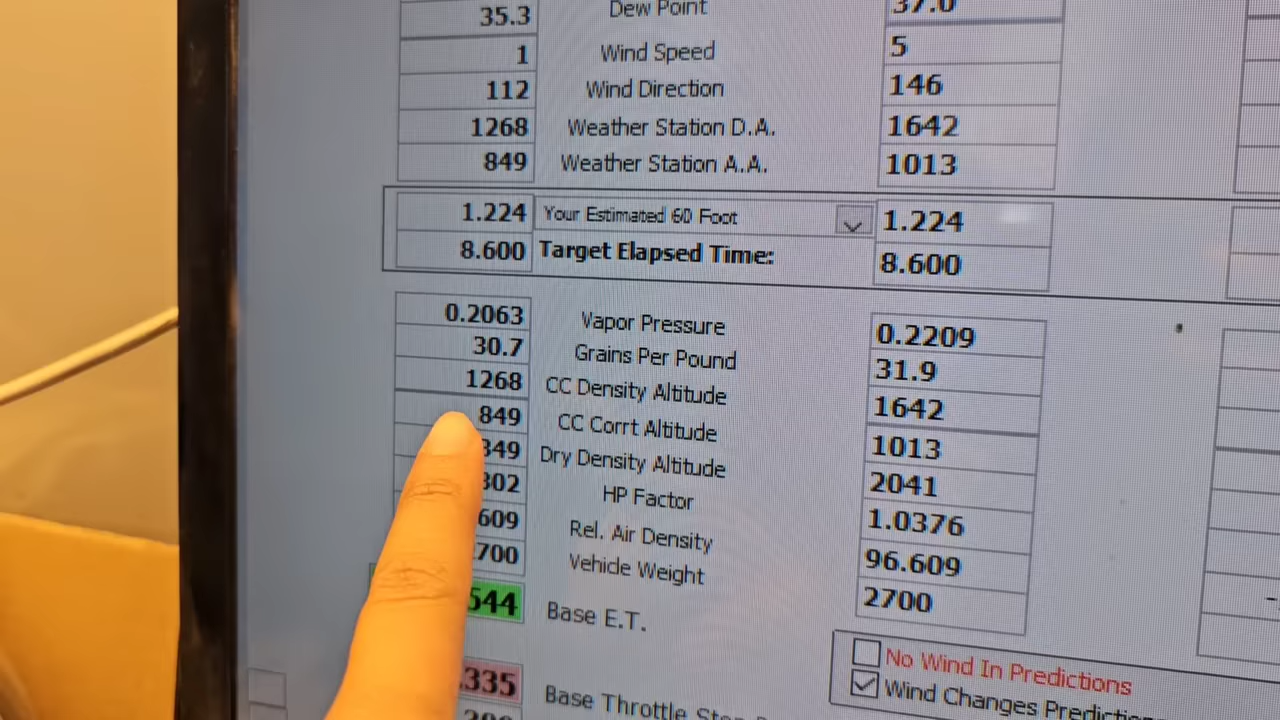 35.3 Dew Point 37.0
1 Wind Speed 5
112 Wind Direction 146
1268 Weather Station D.A. 1642
849 Weather Station A.A. 1013
1.224 Your Estimated 60 Foot 1.224
8.600 Target Elapsed Time: 8.600
0.2063 Vapor Pressure 0.2209
30.7 Grains Per Pound 31.9
1268 CC Density Altitude 1642
849 CC Corrt Altitude 1013
Dry Density Altitude 2041
HP Factor 1.0376
Rel. Air Density 96.609
Vehicle Weight 2700
Base E.T.
No Wind In Predictions
Base Throttle Wind Changes